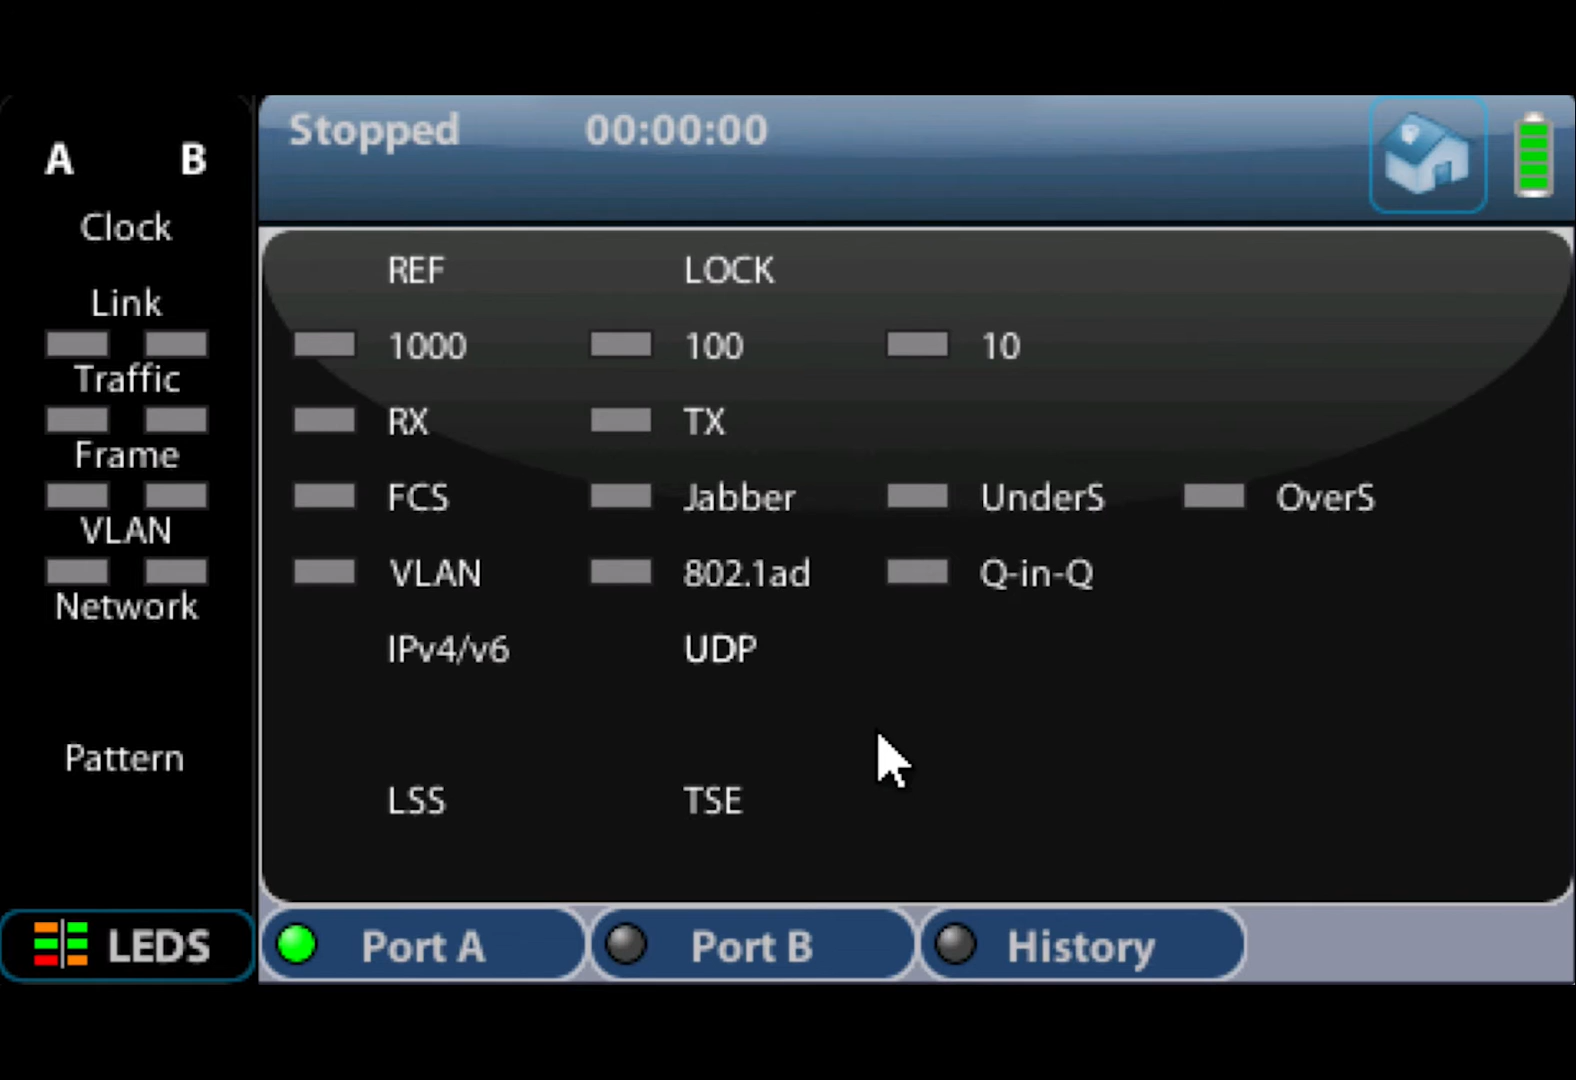 Stopped 00:00:00
A B
Clock
Link
Traffic
Frame
VLAN
Network
Pattern
LEDS
REF LOCK
1000 100 10
RX TX
FCS Jabber UnderS OverS
VLAN 802.1ad Q-in-Q
IPv4/v6 UDP
LSS TSE
Port A Port B History